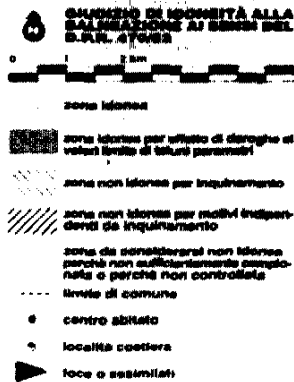 GIUDIZIO DI IDONEITÀ ALLA
BALNEAZIONE AI SENSI DEL
D.P.R. 470/82
0 1 2 km
zona idonea
zona idonea per effetto di deroghe ai
valori limite di taluni parametri
zona non idonea per inquinamento
zona non idonea per motivi indipen-
denti da inquinamento
zona da considerarsi non idonea
perchè non sufficientemente campio-
nata o perchè non controllata
limite di comune
centro abitato
località costiera
foce o assimilati